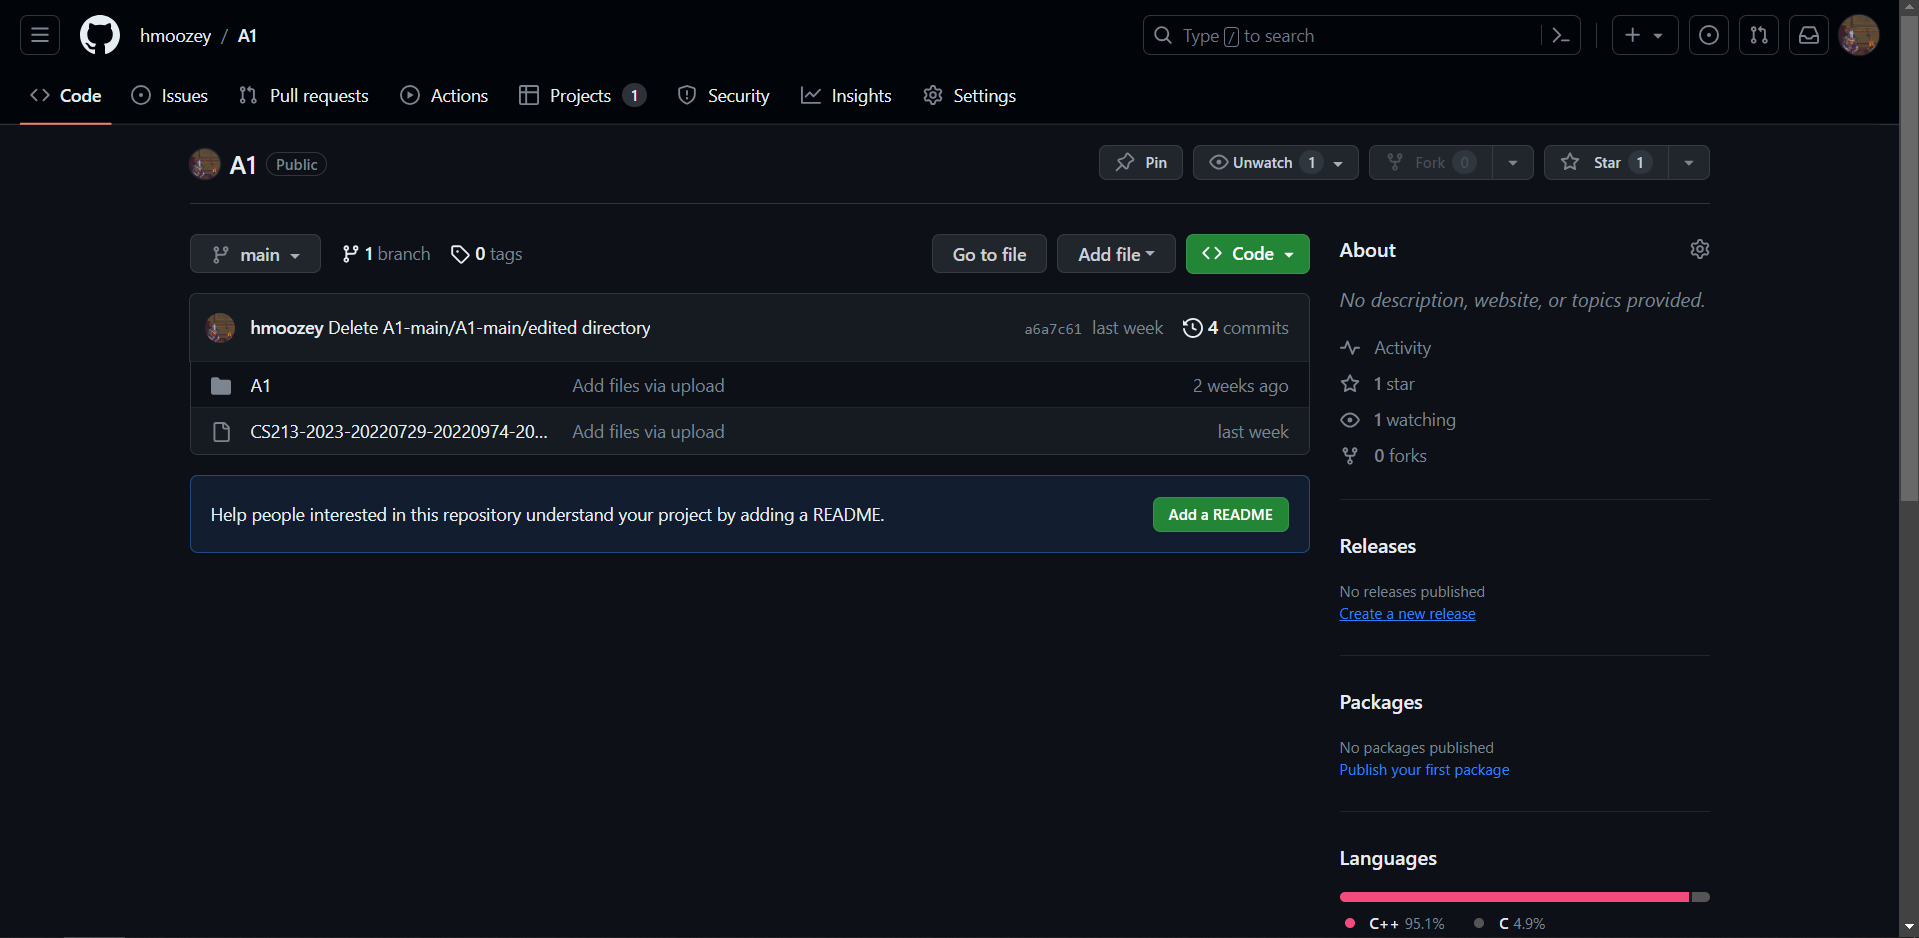 hmoozey / A1
Type / to search
Code Issues Pull requests Actions Projects 1 Security Insights Settings
A1 Public
Pin Unwatch 1 Fork 0 Star 1
main 1 branch 0 tags
Go to file Add file Code
hmoozey Delete A1-main/A1-main/edited directory a6a7c61 last week 4 commits
A1 Add files via upload 2 weeks ago
CS213-2023-20220729-20220974-20... Add files via upload last week
Help people interested in this repository understand your project by adding a README. Add a README
About
No description, website, or topics provided.
Activity
1 star
1 watching
0 forks
Releases
No releases published
Create a new release
Packages
No packages published
Publish your first package
Languages
C++ 95.1% C 4.9%